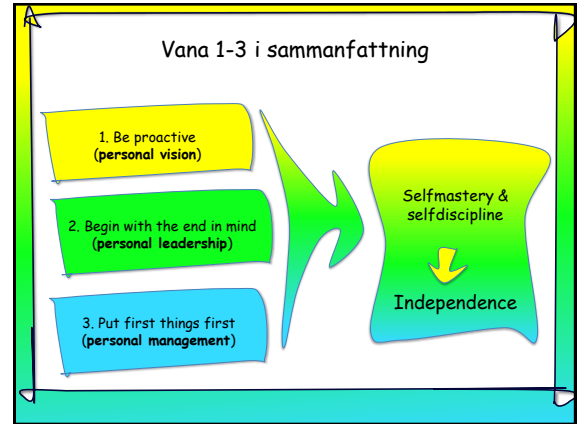 Vana 1-3 i sammanfattning
1. Be proactive
(personal vision)
2. Begin with the end in mind
(personal leadership)
3. Put first things first
(personal management)
Selfmastery &
selfdiscipline
Independence